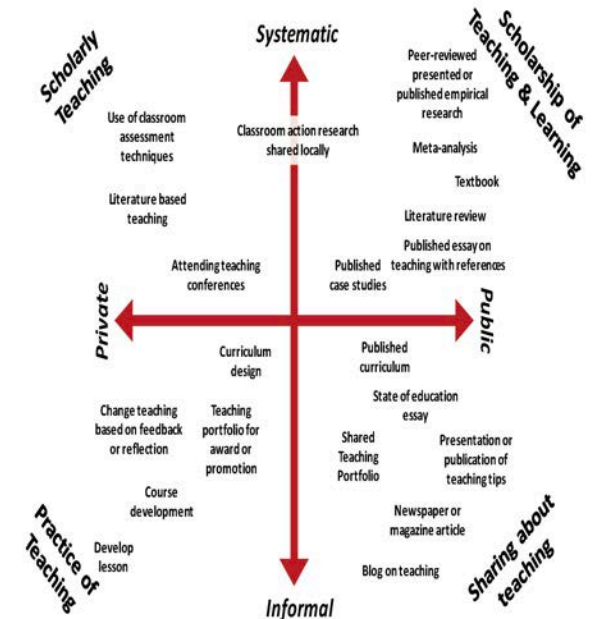 Systematic
Scholarly
Teaching
Scholarship of
Teaching & Learning
Peer-reviewed
presented or
published empirical
research
Use of classroom
assessment
techniques
Classroom action research
shared locally
Meta-analysis
Textbook
Literature based
teaching
Literature review
Published essay on
teaching with references
Attending teaching
conferences
Published
case studies
Private
Public
Curriculum
design
Published
curriculum
State of education
essay
Change teaching
based on feedback
or reflection
Teaching
portfolio for
award or
promotion
Shared
Teaching
Portfolio
Presentation or
publication of
teaching tips
Course
development
Newspaper or
magazine article
Practice of
Teaching
Develop
lesson
Blog on teaching
Sharing about
teaching
Informal